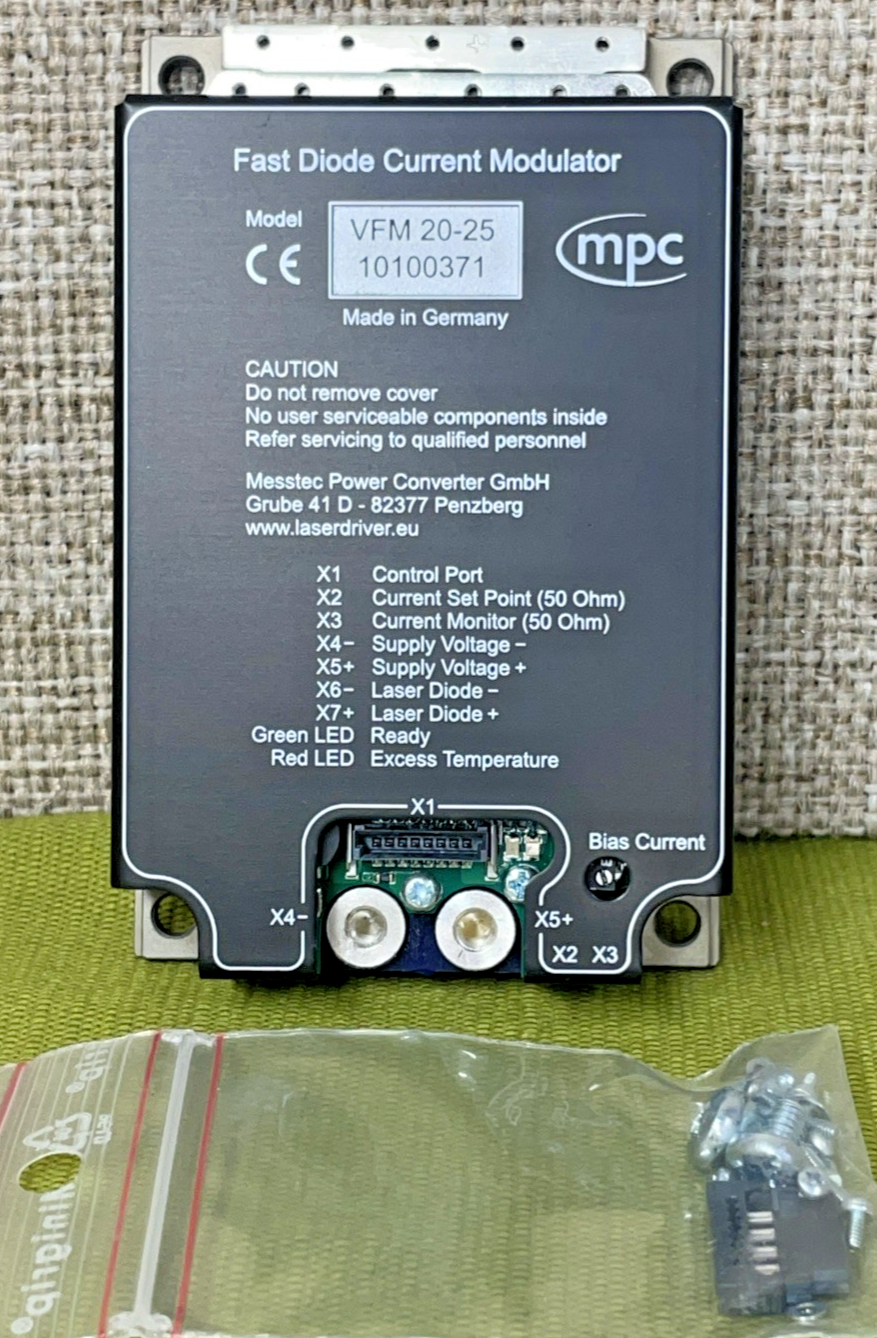 Fast Diode Current Modulator
Model
VFM 20-25
10100371
CE
mpc
Made in Germany
CAUTION
Do not remove cover
No user serviceable components inside
Refer servicing to qualified personnel
Messtec Power Converter GmbH
Grube 41 D - 82377 Penzberg
www.laserdriver.eu
X1 Control Port
X2 Current Set Point (50 Ohm)
X3 Current Monitor (50 Ohm)
X4− Supply Voltage −
X5+ Supply Voltage +
X6− Laser Diode −
X7+ Laser Diode +
Green LED Ready
Red LED Excess Temperature
X1
Bias Current
X4−
X5+
X2 X3
Minigrip®